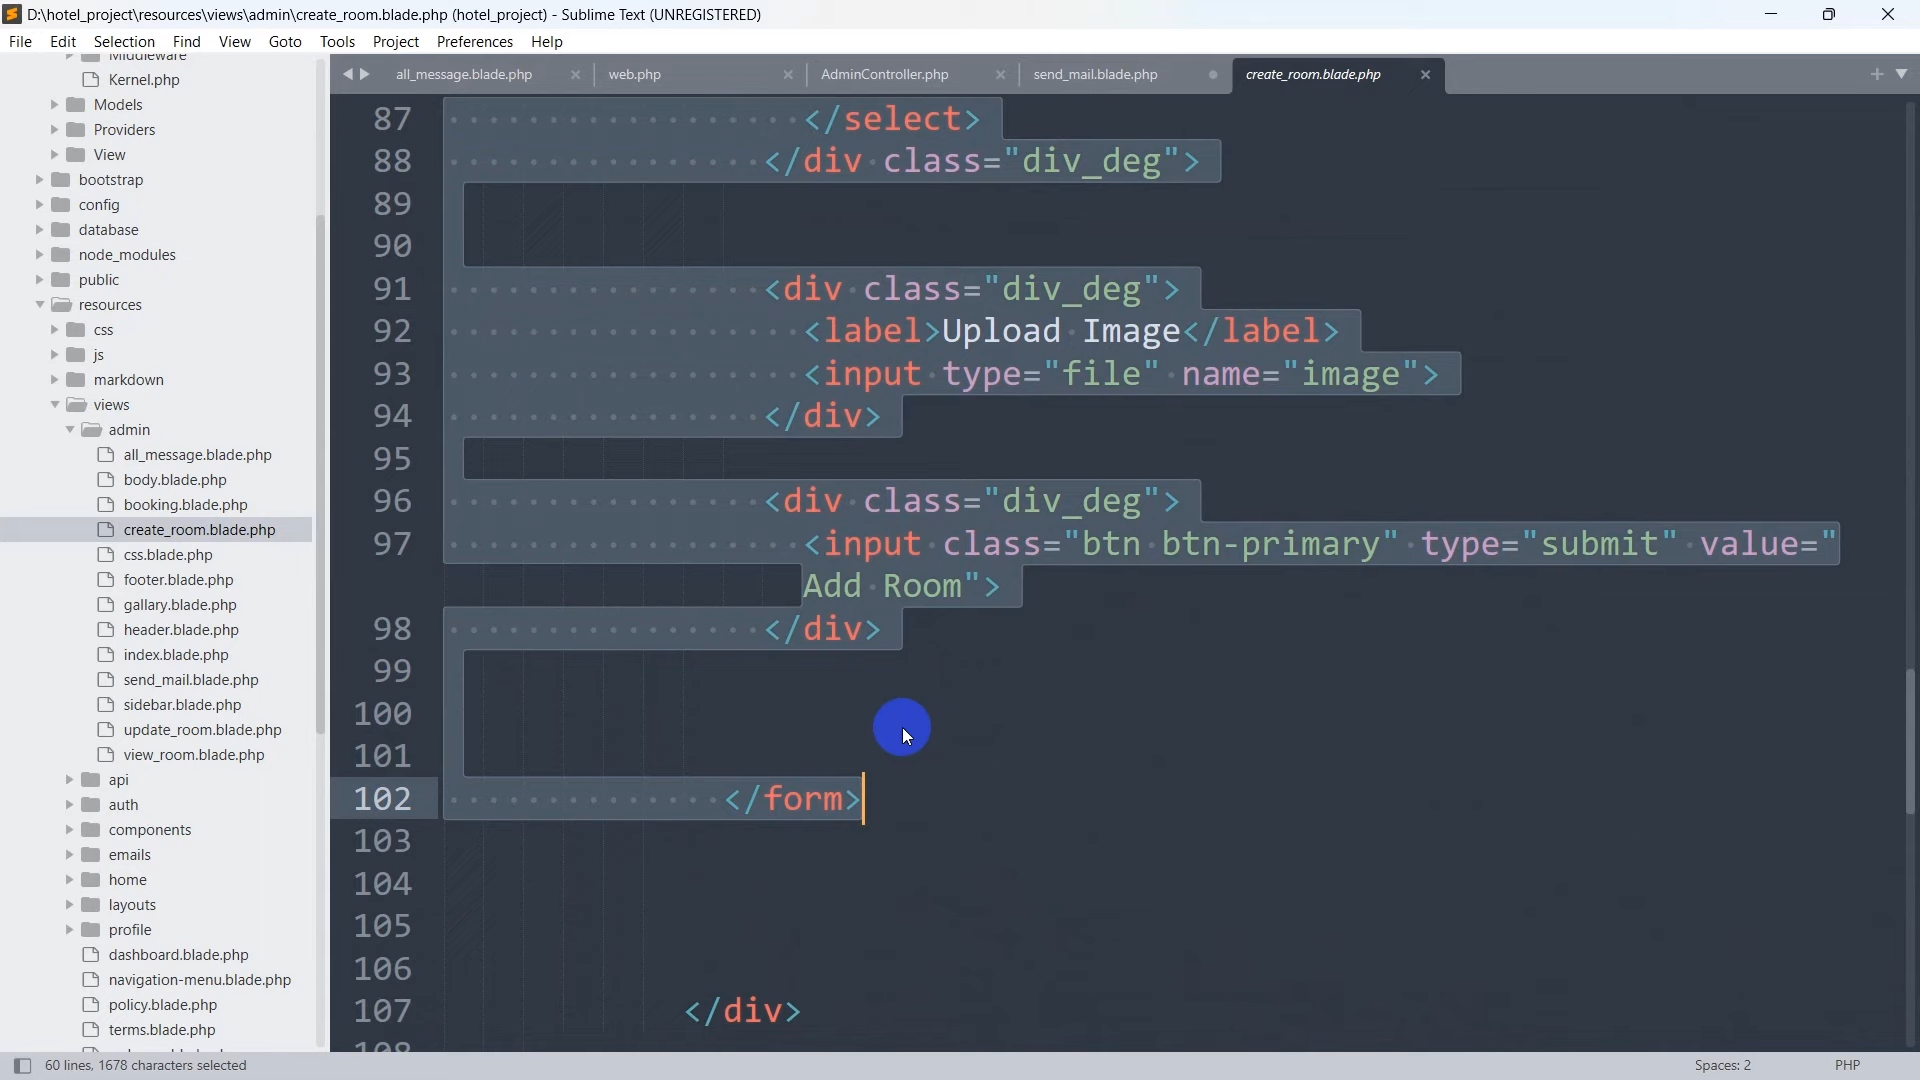 D:\hotel_project\resources\views\admin\create_room.blade.php (hotel_project) - Sublime Text (UNREGISTERED)
File Edit Selection Find View Goto Tools Project Preferences Help
Middleware
Kernel.php
Models
Providers
View
bootstrap
config
database
node_modules
public
resources
css
js
markdown
views
admin
all_message.blade.php
body.blade.php
booking.blade.php
create_room.blade.php
css.blade.php
footer.blade.php
gallary.blade.php
header.blade.php
index.blade.php
send_mail.blade.php
sidebar.blade.php
update_room.blade.php
view_room.blade.php
api
auth
components
emails
home
layouts
profile
dashboard.blade.php
navigation-menu.blade.php
policy.blade.php
terms.blade.php
all_message.blade.php web.php AdminController.php send_mail.blade.php create_room.blade.php
87 </select>
88 </div class="div_deg">
89
90
91 <div class="div_deg">
92 <label>Upload Image</label>
93 <input type="file" name="image">
94 </div>
95
96 <div class="div_deg">
97 <input class="btn btn-primary" type="submit" value="
Add Room">
98 </div>
99
100
101
102 </form>
103
104
105
106
107 </div>
108
60 lines, 1678 characters selected Spaces: 2 PHP